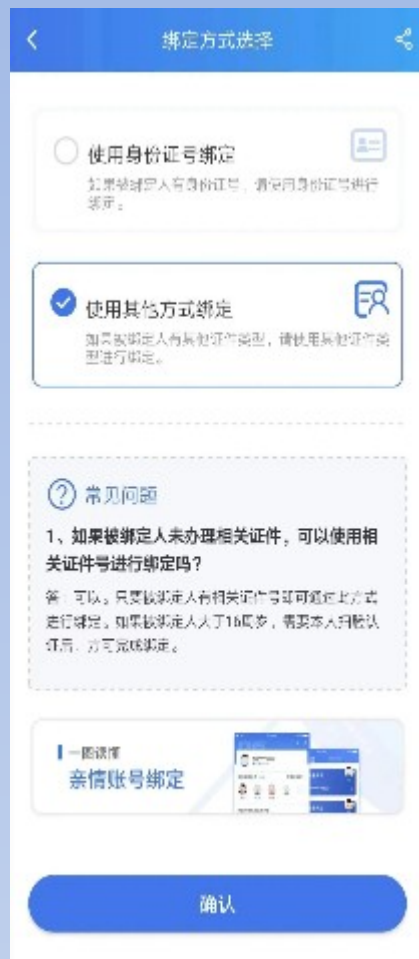 绑定方式选择
使用身份证号绑定
如果被绑定人有身份证号，请使用身份证号进行
绑定。
使用其他方式绑定
如果被绑定人有其他证件类型，请使用其他证件类
型进行绑定。
常见问题
1、如果被绑定人未办理相关证件，可以使用相
关证件号进行绑定吗？
答：可以。只要被绑定人有相关证件号即可通过此方式
进行绑定。如果被绑定人大于16周岁，需要本人扫脸认
证后，方可完成绑定。
一图读懂
亲情账号绑定
确认